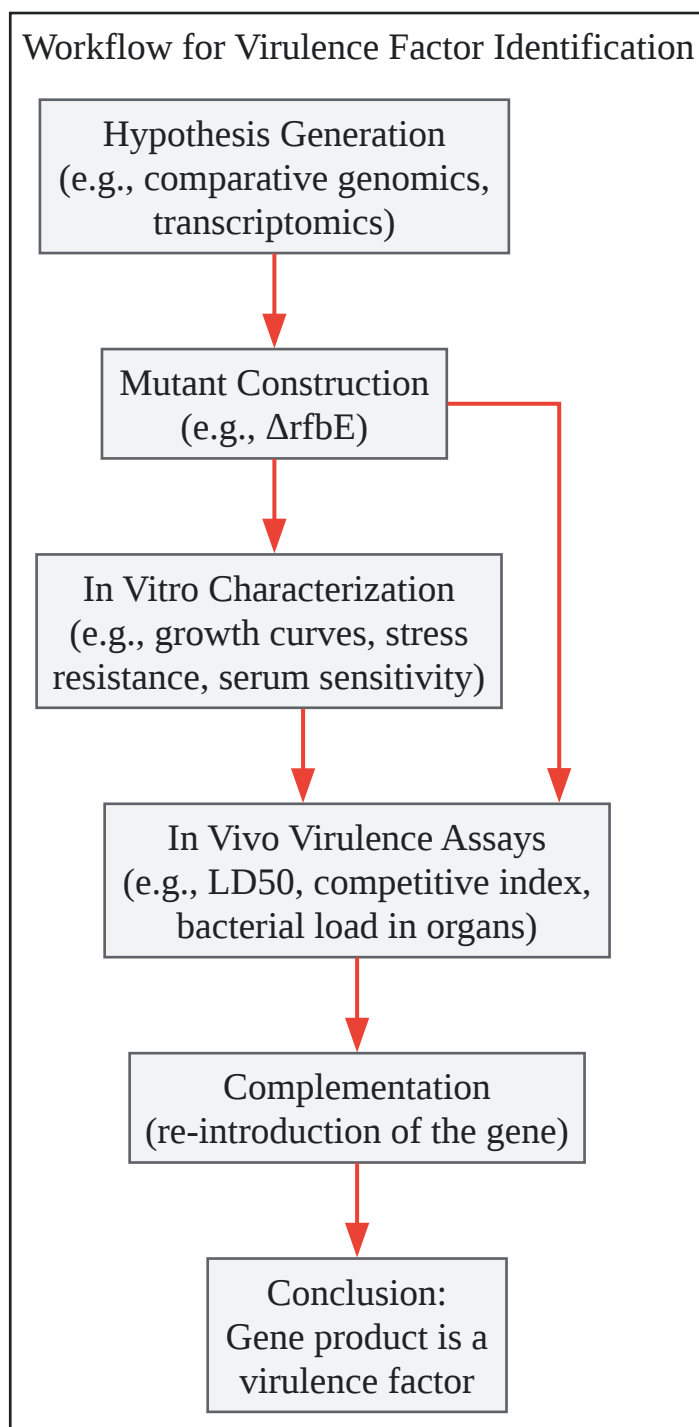 Workflow for Virulence Factor Identification
Hypothesis Generation
(e.g., comparative genomics,
transcriptomics)
Mutant Construction
(e.g., ΔrfbE)
In Vitro Characterization
(e.g., growth curves, stress
resistance, serum sensitivity)
In Vivo Virulence Assays
(e.g., LD50, competitive index,
bacterial load in organs)
Complementation
(re-introduction of the gene)
Conclusion:
Gene product is a
virulence factor